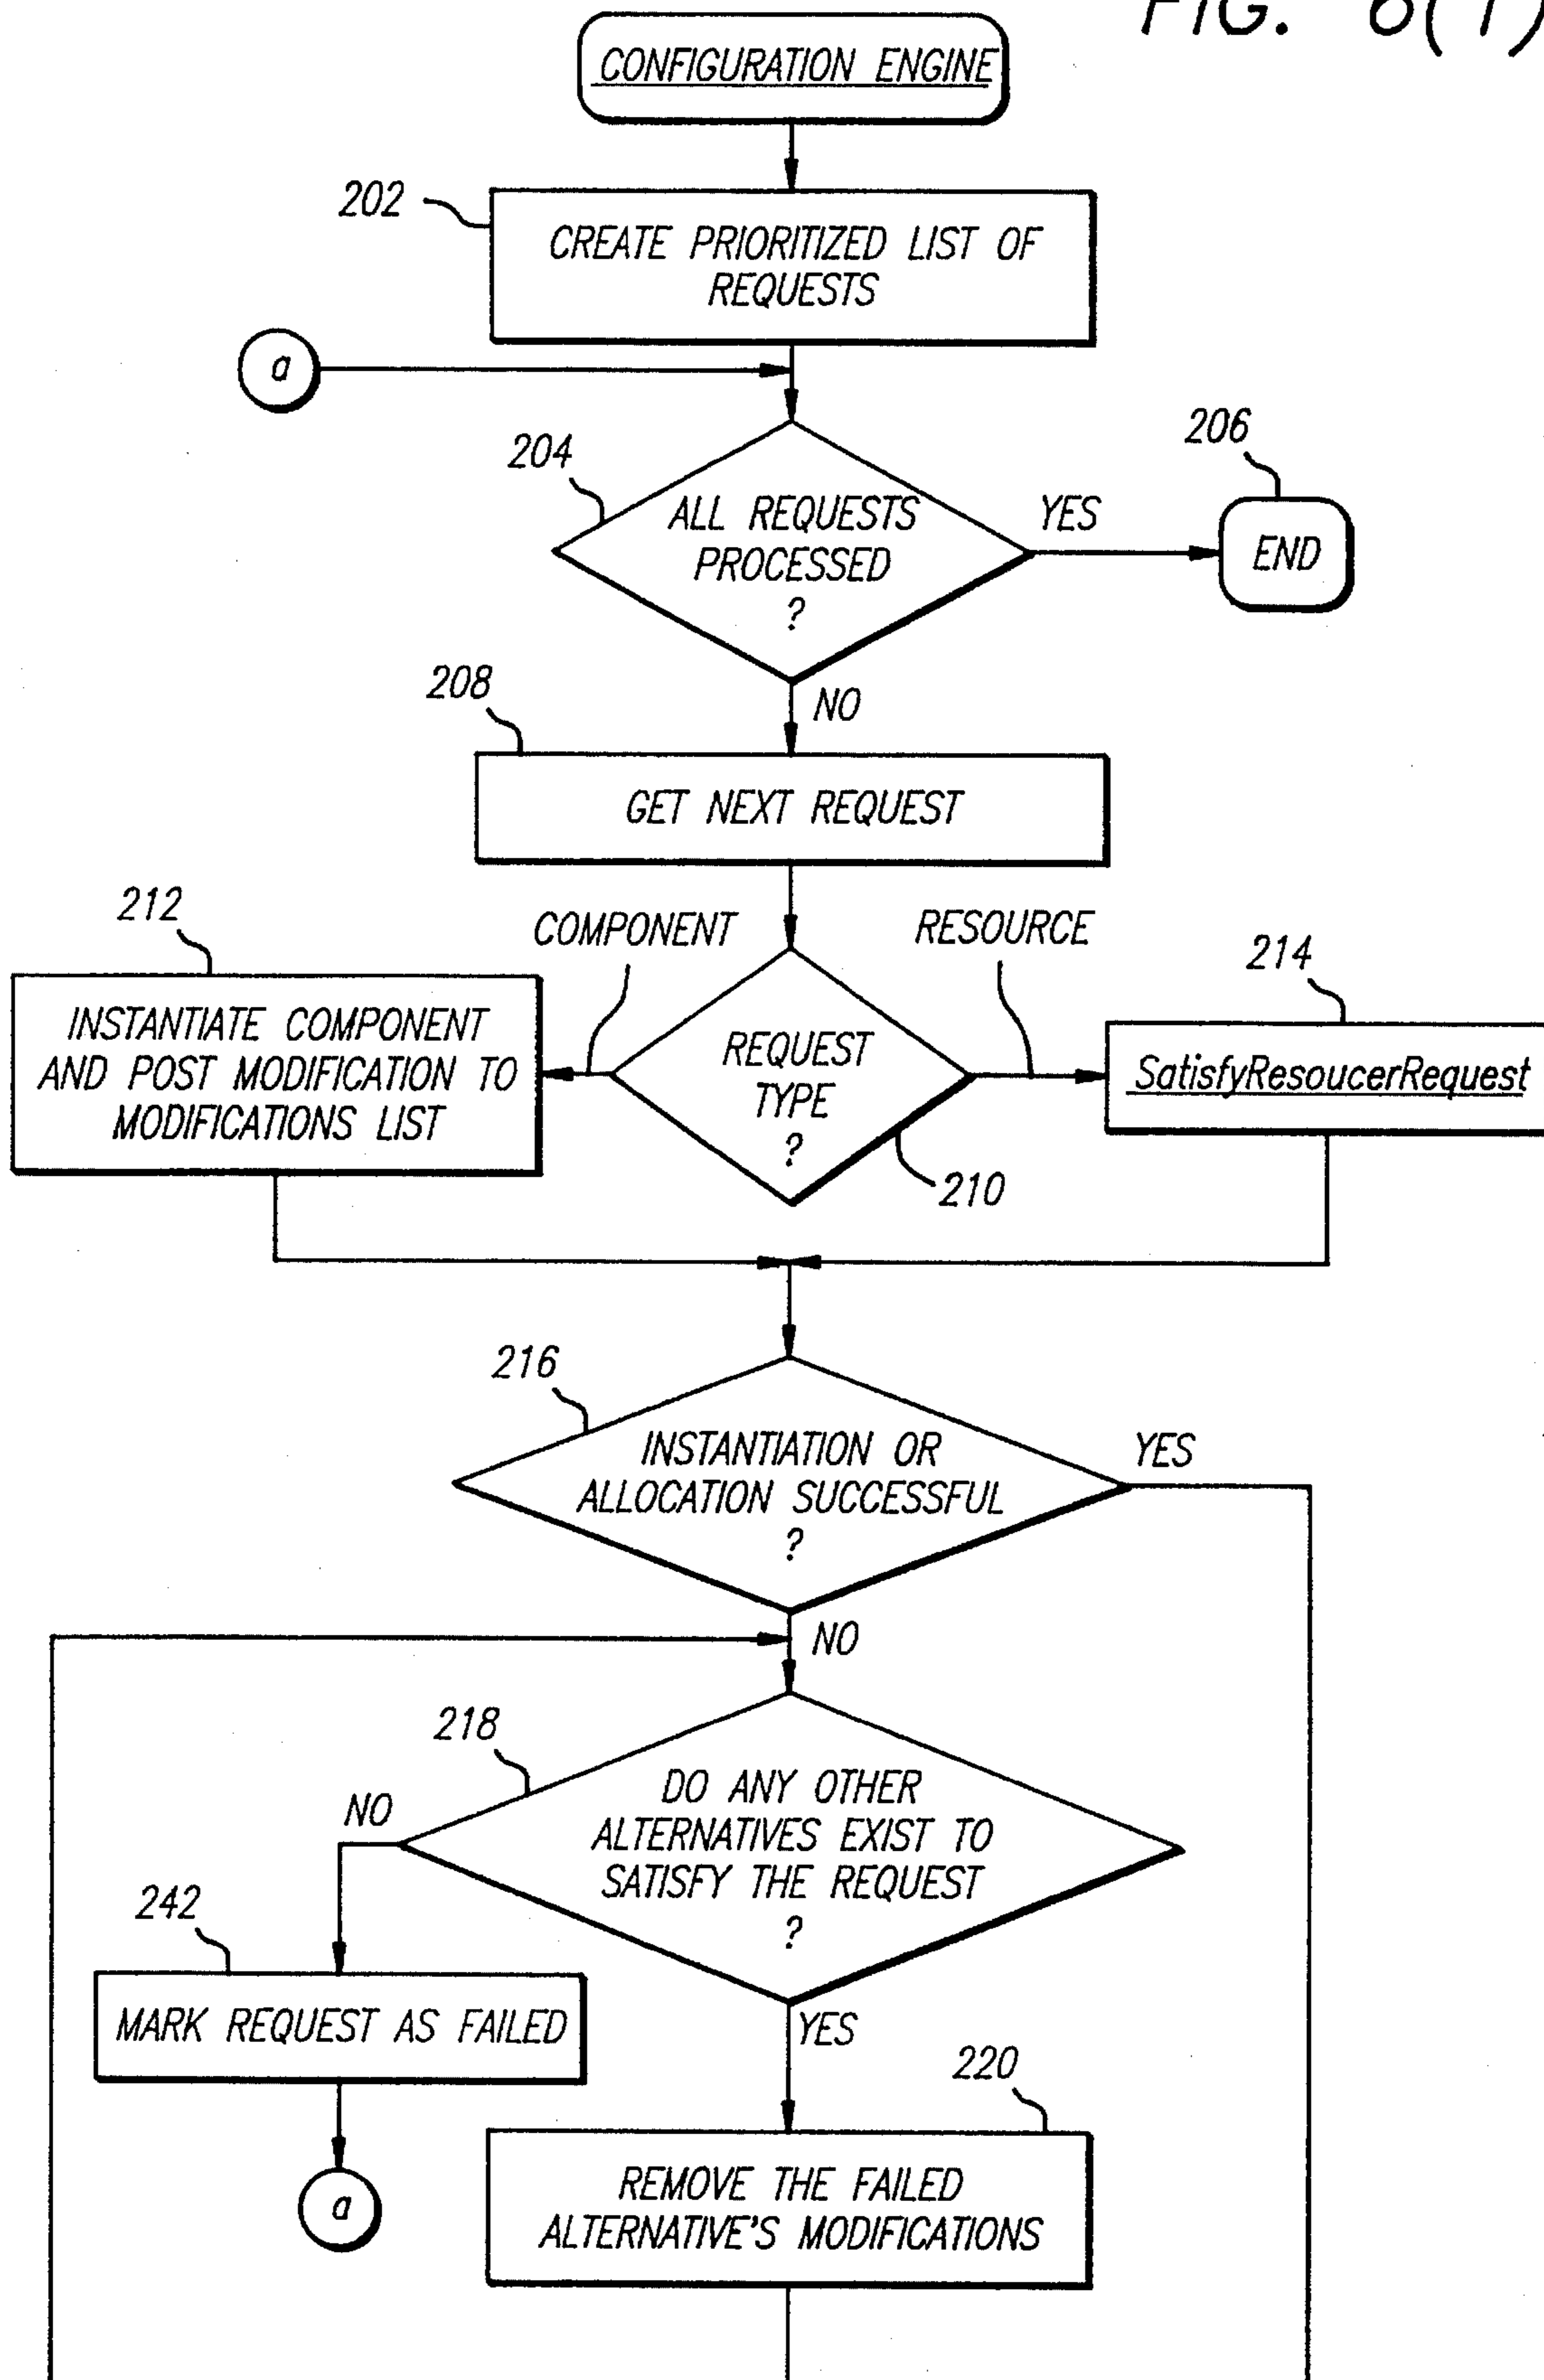 FIG. 6(1)
CONFIGURATION ENGINE
202
CREATE PRIORITIZED LIST OF
REQUESTS
a
204
206
ALL REQUESTS
PROCESSED
?
YES
END
208
NO
GET NEXT REQUEST
212
COMPONENT
RESOURCE
214
INSTANTIATE COMPONENT
AND POST MODIFICATION TO
MODIFICATIONS LIST
REQUEST
TYPE
?
SatisfyResoucerRequest
210
216
INSTANTIATION OR
ALLOCATION SUCCESSFUL
?
YES
NO
218
DO ANY OTHER
ALTERNATIVES EXIST TO
SATISFY THE REQUEST
?
NO
242
MARK REQUEST AS FAILED
YES
220
a
REMOVE THE FAILED
ALTERNATIVE'S MODIFICATIONS